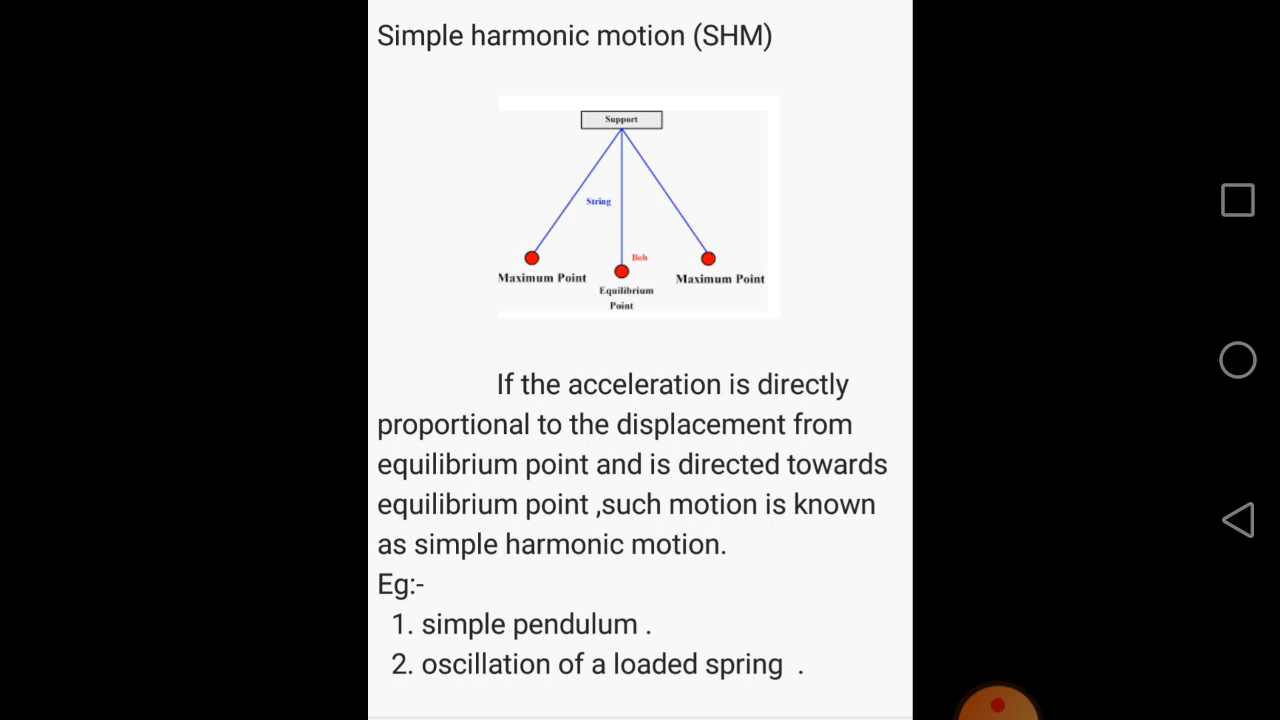 Simple harmonic motion (SHM)
Support
String
Bob
Maximum Point
Maximum Point
Equilibrium
Point
If the acceleration is directly
proportional to the displacement from
equilibrium point and is directed towards
equilibrium point ,such motion is known
as simple harmonic motion.
Eg:-
1. simple pendulum .
2. oscillation of a loaded spring .